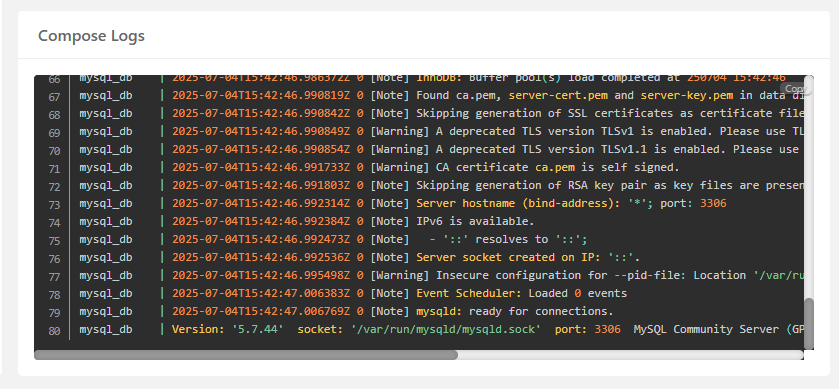 Compose Logs
66 mysql_db | 2025-07-04T15:42:46.986372Z 0 [Note] InnoDB: Buffer pool(s) load completed at 250704 15:42:46
Copy
67 mysql_db | 2025-07-04T15:42:46.990819Z 0 [Note] Found ca.pem, server-cert.pem and server-key.pem in data di
68 mysql_db | 2025-07-04T15:42:46.990842Z 0 [Note] Skipping generation of SSL certificates as certificate file
69 mysql_db | 2025-07-04T15:42:46.990849Z 0 [Warning] A deprecated TLS version TLSv1 is enabled. Please use TL
70 mysql_db | 2025-07-04T15:42:46.990854Z 0 [Warning] A deprecated TLS version TLSv1.1 is enabled. Please use
71 mysql_db | 2025-07-04T15:42:46.991733Z 0 [Warning] CA certificate ca.pem is self signed.
72 mysql_db | 2025-07-04T15:42:46.991803Z 0 [Note] Skipping generation of RSA key pair as key files are presen
73 mysql_db | 2025-07-04T15:42:46.992314Z 0 [Note] Server hostname (bind-address): '*'; port: 3306
74 mysql_db | 2025-07-04T15:42:46.992384Z 0 [Note] IPv6 is available.
75 mysql_db | 2025-07-04T15:42:46.992473Z 0 [Note]   - '::' resolves to '::';
76 mysql_db | 2025-07-04T15:42:46.992536Z 0 [Note] Server socket created on IP: '::'.
77 mysql_db | 2025-07-04T15:42:46.995498Z 0 [Warning] Insecure configuration for --pid-file: Location '/var/ru
78 mysql_db | 2025-07-04T15:42:47.006383Z 0 [Note] Event Scheduler: Loaded 0 events
79 mysql_db | 2025-07-04T15:42:47.006769Z 0 [Note] mysqld: ready for connections.
80 mysql_db | Version: '5.7.44'  socket: '/var/run/mysqld/mysqld.sock'  port: 3306  MySQL Community Server (GP